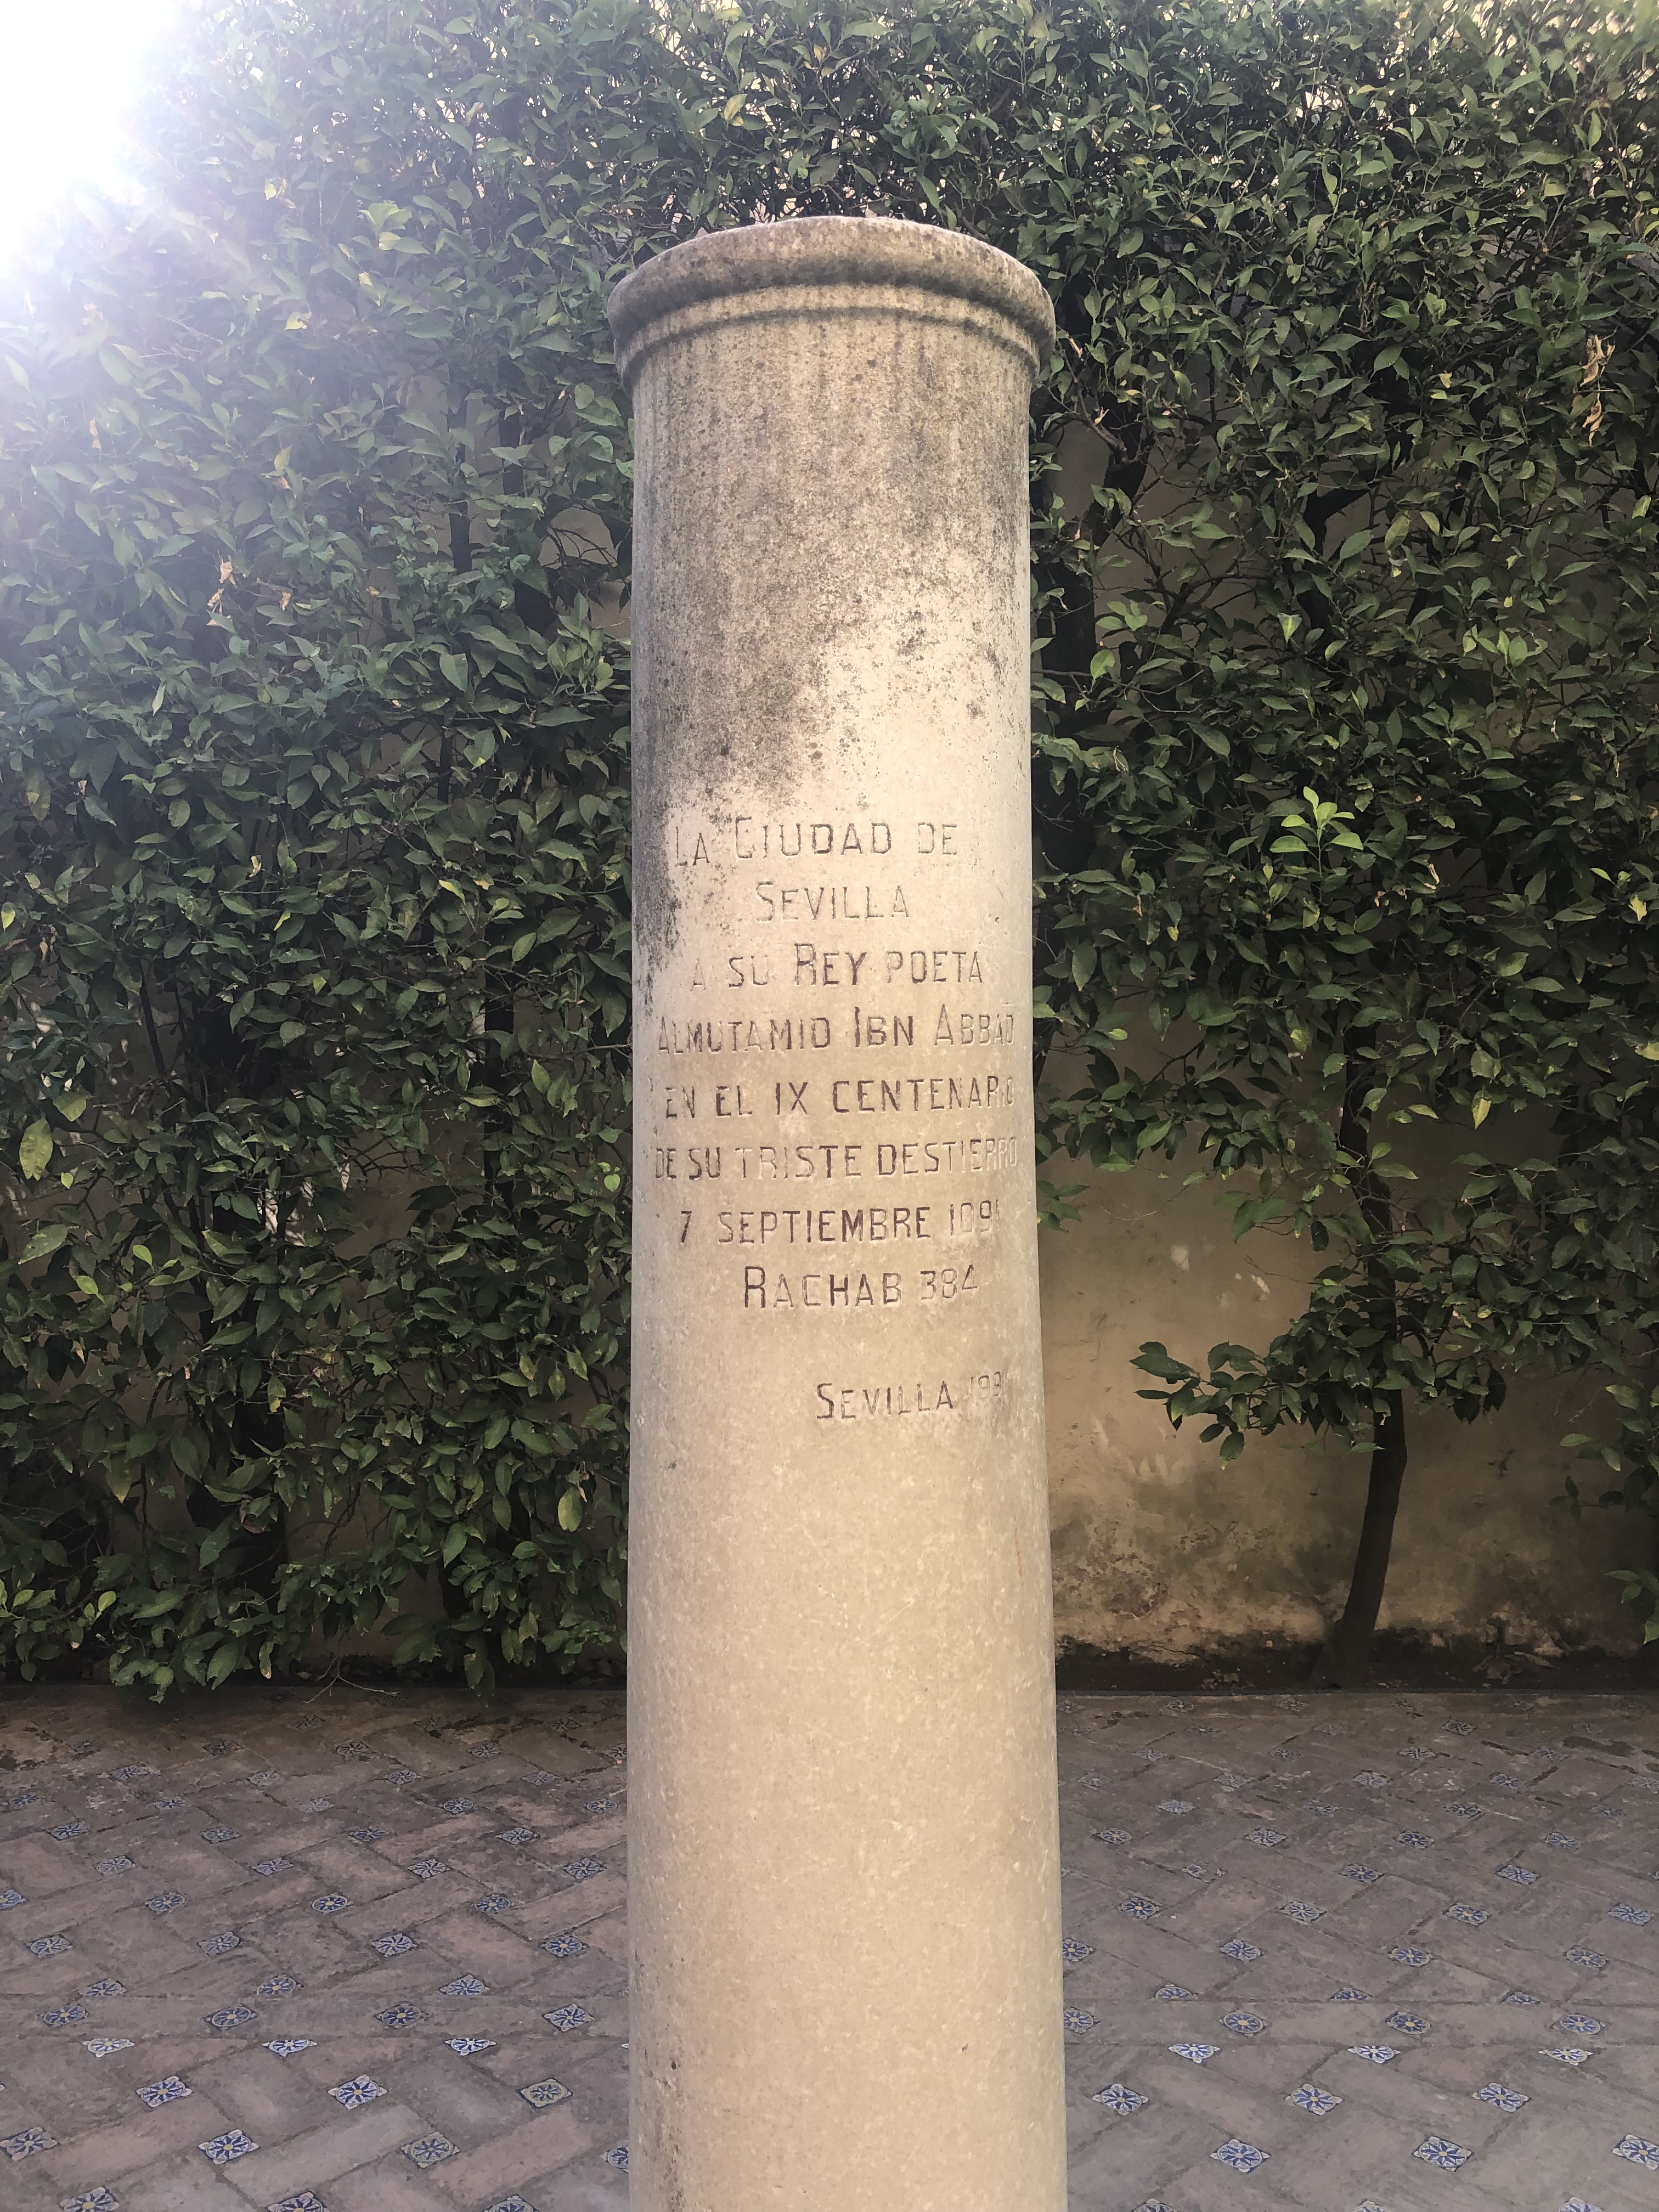 LA CIUDAD DE
SEVILLA
A SU REY POETA
ALMUTAMID IBN ABBAD
EN EL IX CENTENARIO
DE SU TRISTE DESTIERRO
7 SEPTIEMBRE 1091
RACHAB 384
SEVILLA